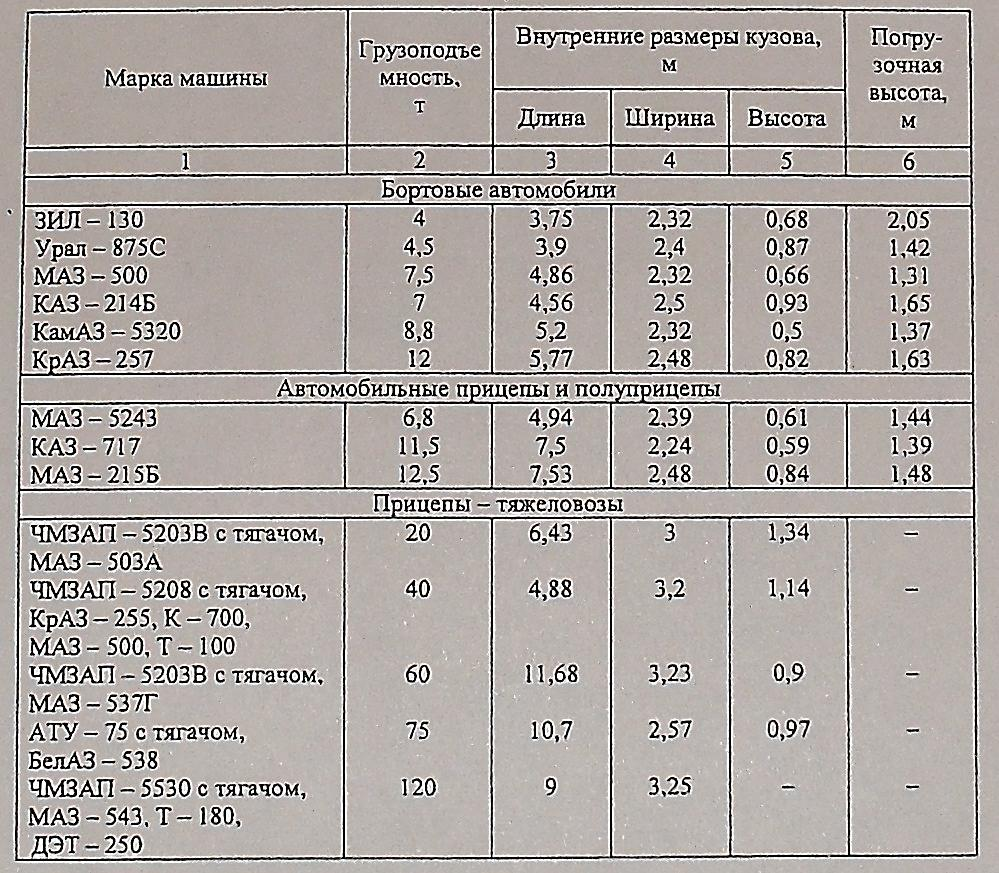 Марка машины Грузоподъе Внутренние размеры кузова, Погру-
мность, м зочная
т высота,
Длина Ширина Высота м
1 2 3 4 5 6
Бортовые автомобили
ЗИЛ – 130 4 3,75 2,32 0,68 2,05
Урал – 875С 4,5 3,9 2,4 0,87 1,42
МАЗ – 500 7,5 4,86 2,32 0,66 1,31
КАЗ – 214Б 7 4,56 2,5 0,93 1,65
КамАЗ – 5320 8,8 5,2 2,32 0,5 1,37
КрАЗ – 257 12 5,77 2,48 0,82 1,63
Автомобильные прицепы и полуприцепы
МАЗ – 5243 6,8 4,94 2,39 0,61 1,44
КАЗ – 717 11,5 7,5 2,24 0,59 1,39
МАЗ – 215Б 12,5 7,53 2,48 0,84 1,48
Прицепы – тяжеловозы
ЧМЗАП – 5203В с тягачом, 20 6,43 3 1,34 –
МАЗ – 503А
ЧМЗАП – 5208 с тягачом, 40 4,88 3,2 1,14 –
КрАЗ – 255, К – 700,
МАЗ – 500, Т – 100
ЧМЗАП – 5203В с тягачом, 60 11,68 3,23 0,9 –
МАЗ – 537Г
АТУ – 75 с тягачом, 75 10,7 2,57 0,97 –
БелАЗ – 538
ЧМЗАП – 5530 с тягачом, 120 9 3,25 – –
МАЗ – 543, Т – 180,
ДЭТ – 250